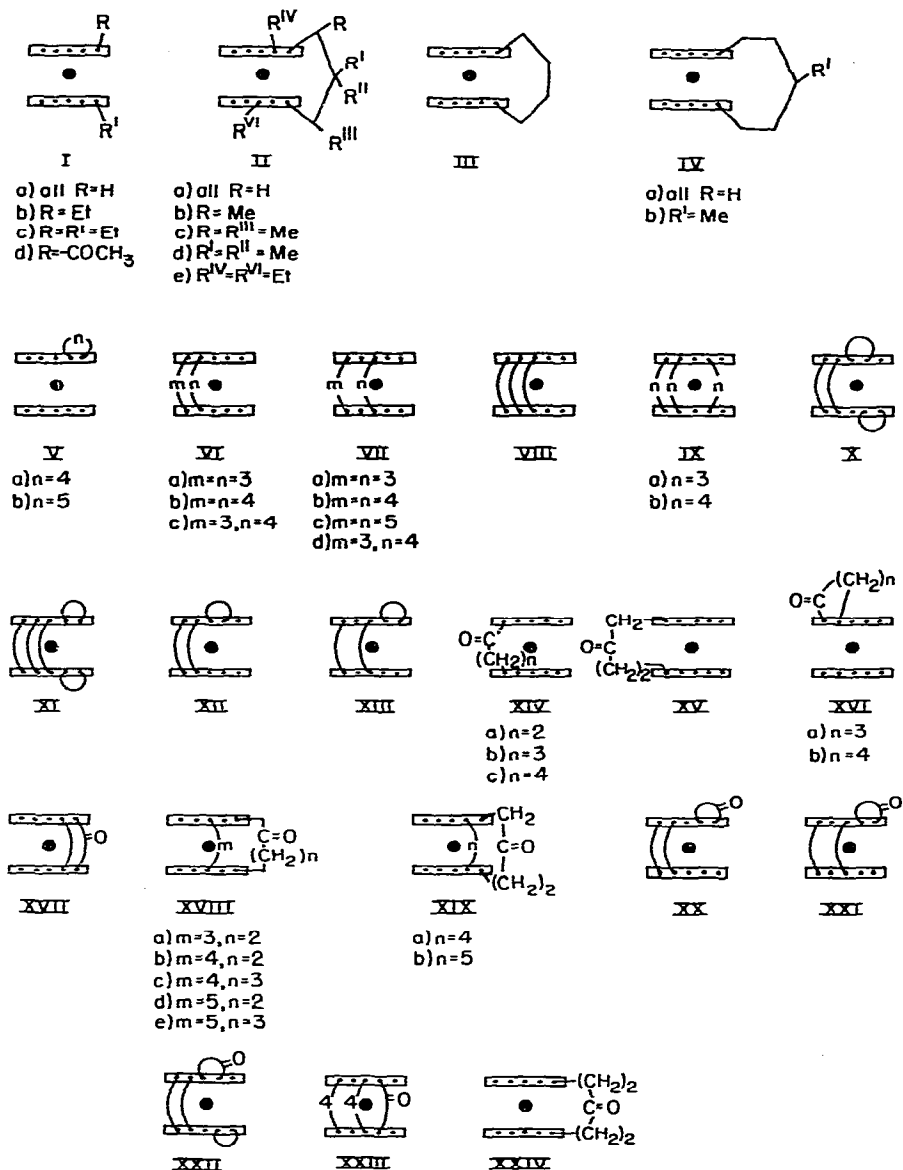 R
R^I
I
a) all R=H
b) R=Et
c) R=R^I=Et
d) R=-COCH₃
R^IV
R
R^I
R^II
R^VI
R^III
II
a) all R=H
b) R=Me
c) R=R^III=Me
d) R^I=R^II=Me
e) R^IV=R^VI=Et
III
R^I
IV
a) all R=H
b) R^I=Me
n
V
a) n=4
b) n=5
m n
VI
a) m=n=3
b) m=n=4
c) m=3, n=4
m n
VII
a) m=n=3
b) m=n=4
c) m=n=5
d) m=3, n=4
VIII
n n n
IX
a) n=3
b) n=4
X
XI
XII
XIII
O=C
(CH₂)n
XIV
a) n=2
b) n=3
c) n=4
CH₂
O=C
(CH₂)₂
XV
(CH₂)n
O=C
XVI
a) n=3
b) n=4
=O
XVII
m
C=O
(CH₂)n
XVIII
a) m=3, n=2
b) m=4, n=2
c) m=4, n=3
d) m=5, n=2
e) m=5, n=3
CH₂
n
C=O
(CH₂)₂
XIX
a) n=4
b) n=5
=O
XX
=O
XXI
=O
XXII
4 4 =O
XXIII
(CH₂)₂
C=O
(CH₂)₂
XXIV